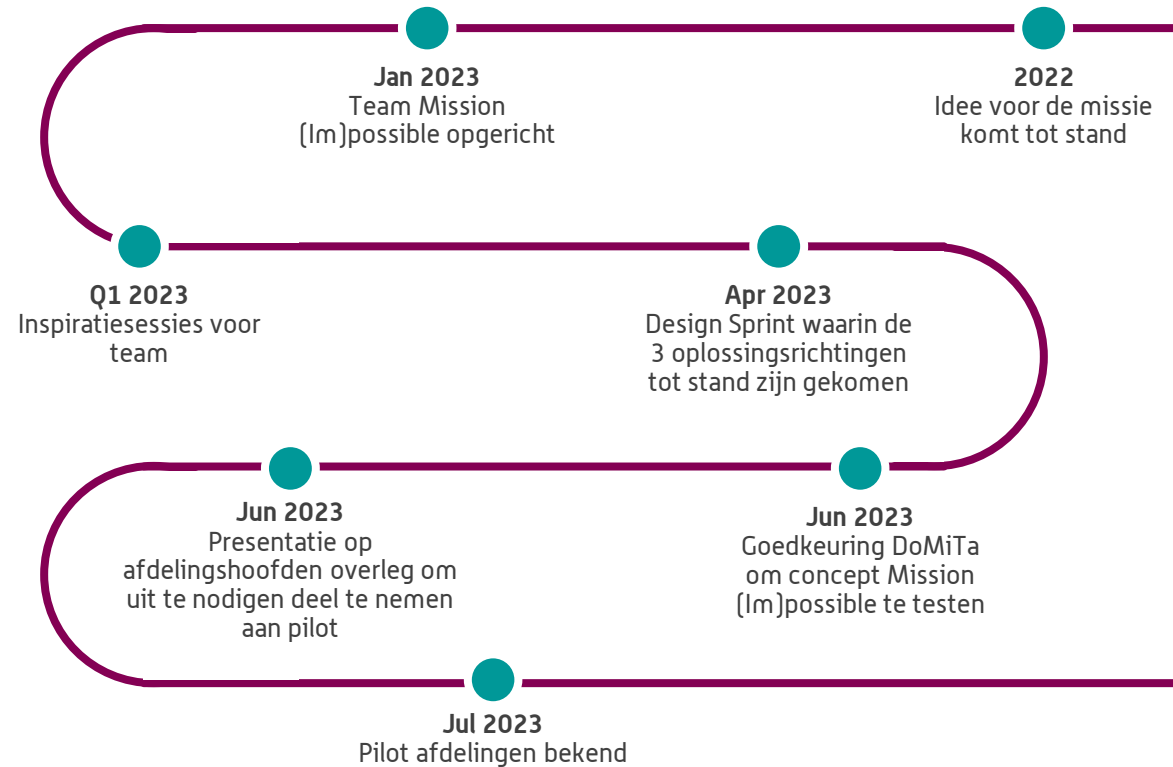 Jan 2023
Team Mission
(Im)possible opgericht
2022
Idee voor de missie
komt tot stand
Q1 2023
Inspiratiesessies voor
team
Apr 2023
Design Sprint waarin de
3 oplossingsrichtingen
tot stand zijn gekomen
Jun 2023
Presentatie op
afdelingshoofden overleg om
uit te nodigen deel te nemen
aan pilot
Jun 2023
Goedkeuring DoMiTa
om concept Mission
(Im)possible te testen
Jul 2023
Pilot afdelingen bekend